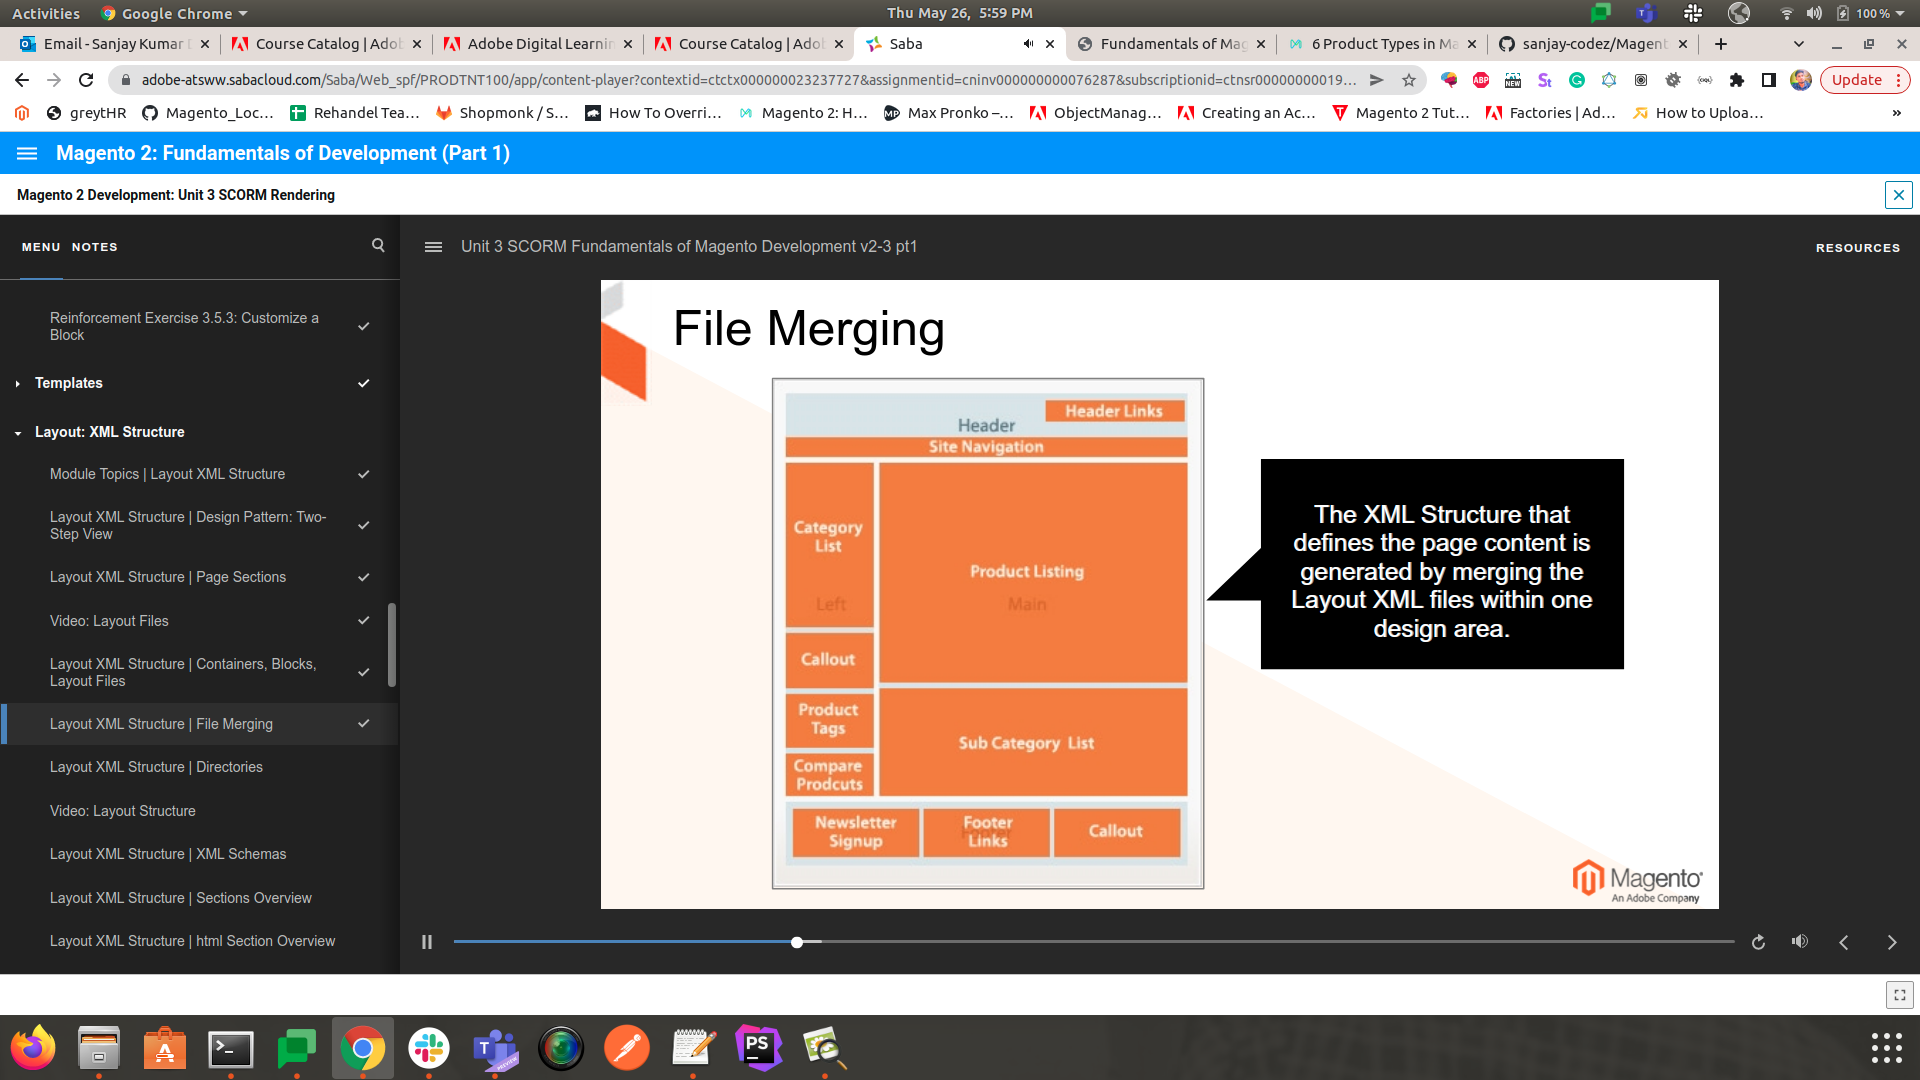 Activities Google Chrome Thu May 26, 5:59 PM 100 %
Email - Sanjay Kumar Course Catalog | Adob Adobe Digital Learnin Course Catalog | Adob Saba Fundamentals of Mag 6 Product Types in Ma sanjay-codez/Magent
adobe-atsww.sabacloud.com/Saba/Web_spf/PRODTNT100/app/content-player?contextid=ctctx000000023237727&assignmentid=cninv000000000076287&subscriptionid=ctnsr00000000019... ABP NEW St Update
greytHR Magento_Loc... Rehandel Tea... Shopmonk / S... How To Overri... Magento 2: H... Max Pronko –... ObjectManag... Creating an Ac... Magento 2 Tut... Factories | Ad... How to Uploa... »
Magento 2: Fundamentals of Development (Part 1)
Magento 2 Development: Unit 3 SCORM Rendering
MENU NOTES
Unit 3 SCORM Fundamentals of Magento Development v2-3 pt1
RESOURCES
Reinforcement Exercise 3.5.3: Customize a
Block
Templates
Layout: XML Structure
Module Topics | Layout XML Structure
Layout XML Structure | Design Pattern: Two-
Step View
Layout XML Structure | Page Sections
Video: Layout Files
Layout XML Structure | Containers, Blocks,
Layout Files
Layout XML Structure | File Merging
Layout XML Structure | Directories
Video: Layout Structure
Layout XML Structure | XML Schemas
Layout XML Structure | Sections Overview
Layout XML Structure | html Section Overview
File Merging
Header Links
Header
Site Navigation
Category
List
Left
Product Listing
Main
Callout
Product
Tags
Compare
Prodcuts
Sub Category List
Newsletter
Signup
Footer
Footer
Links
Callout
The XML Structure that
defines the page content is
generated by merging the
Layout XML files within one
design area.
Magento
An Adobe Company
T
PREVIEW
PS